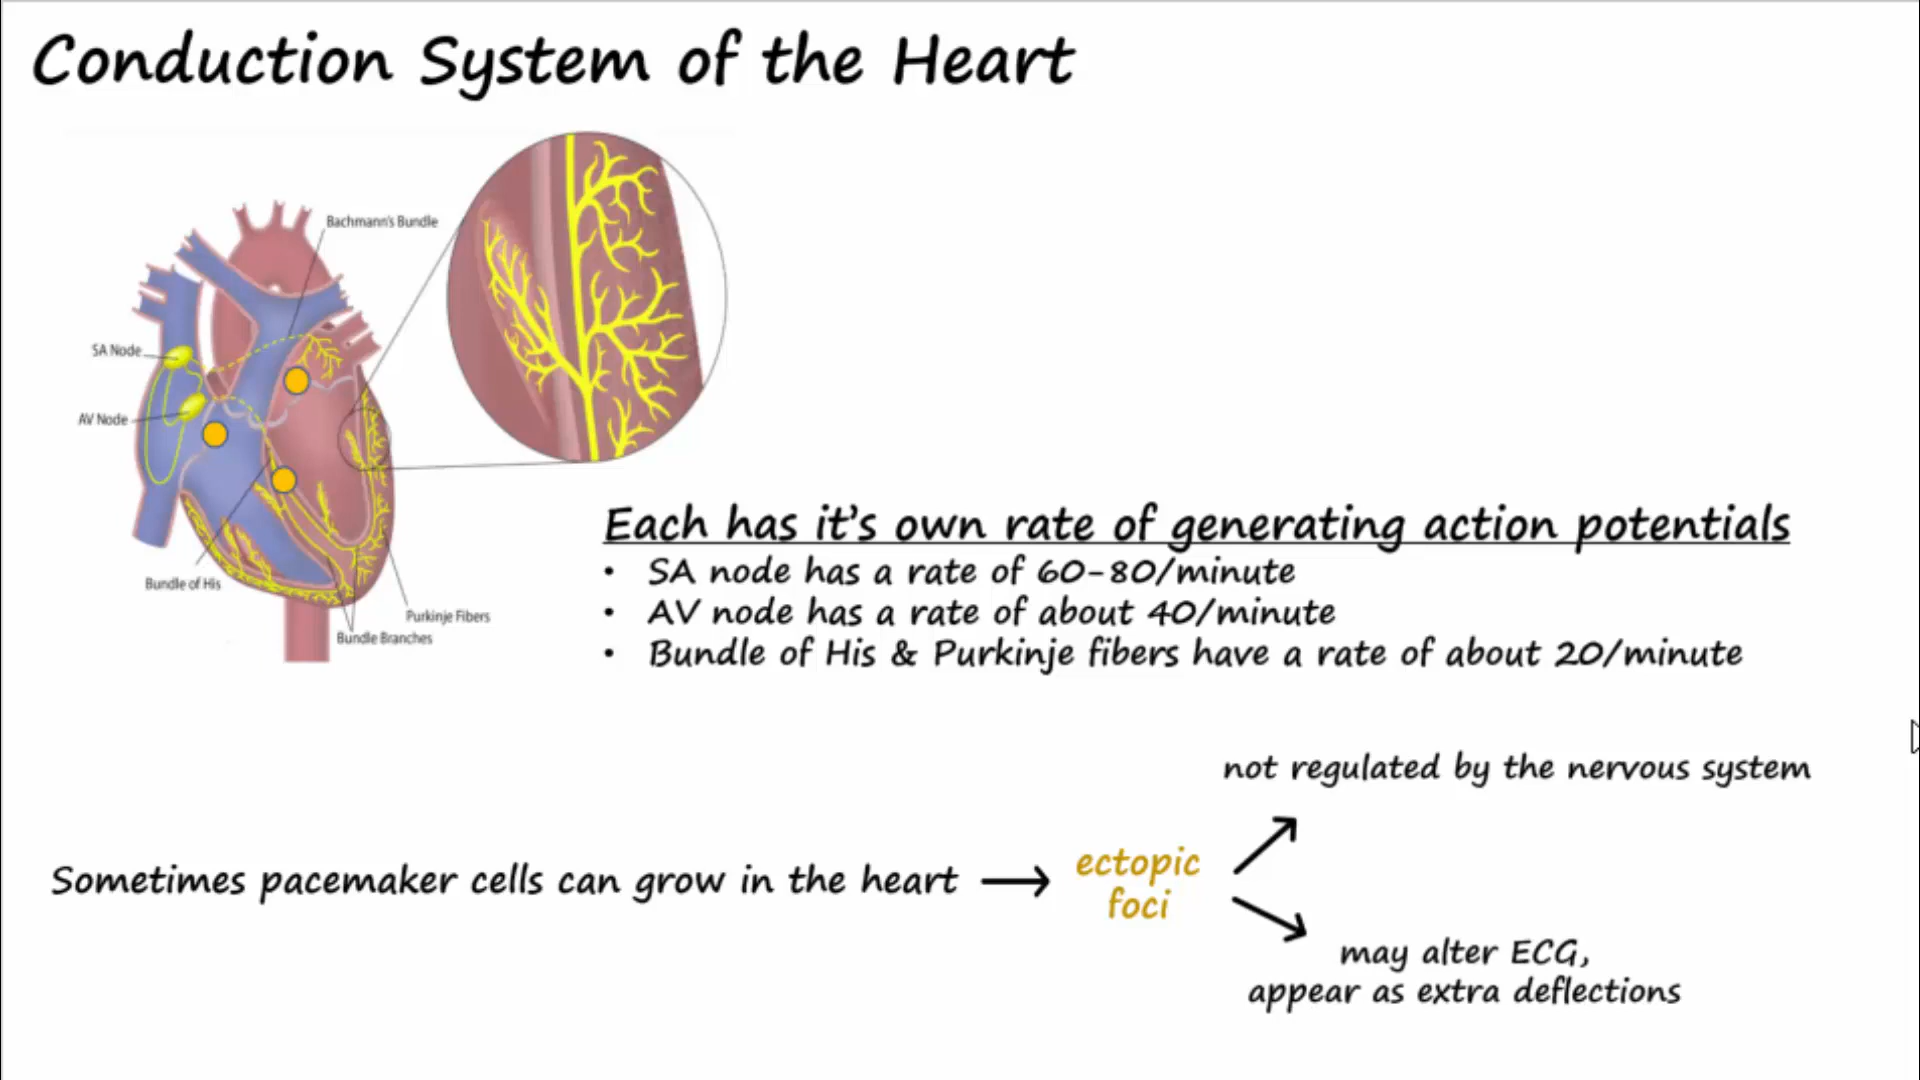 Conduction System of the Heart
Bachmann's Bundle
SA Node
AV Node
Bundle of His
Purkinje Fibers
Bundle Branches
Each has it's own rate of generating action potentials
• SA node has a rate of 60-80/minute
• AV node has a rate of about 40/minute
• Bundle of His & Purkinje fibers have a rate of about 20/minute
not regulated by the nervous system
Sometimes pacemaker cells can grow in the heart
ectopic
foci
may alter ECG,
appear as extra deflections